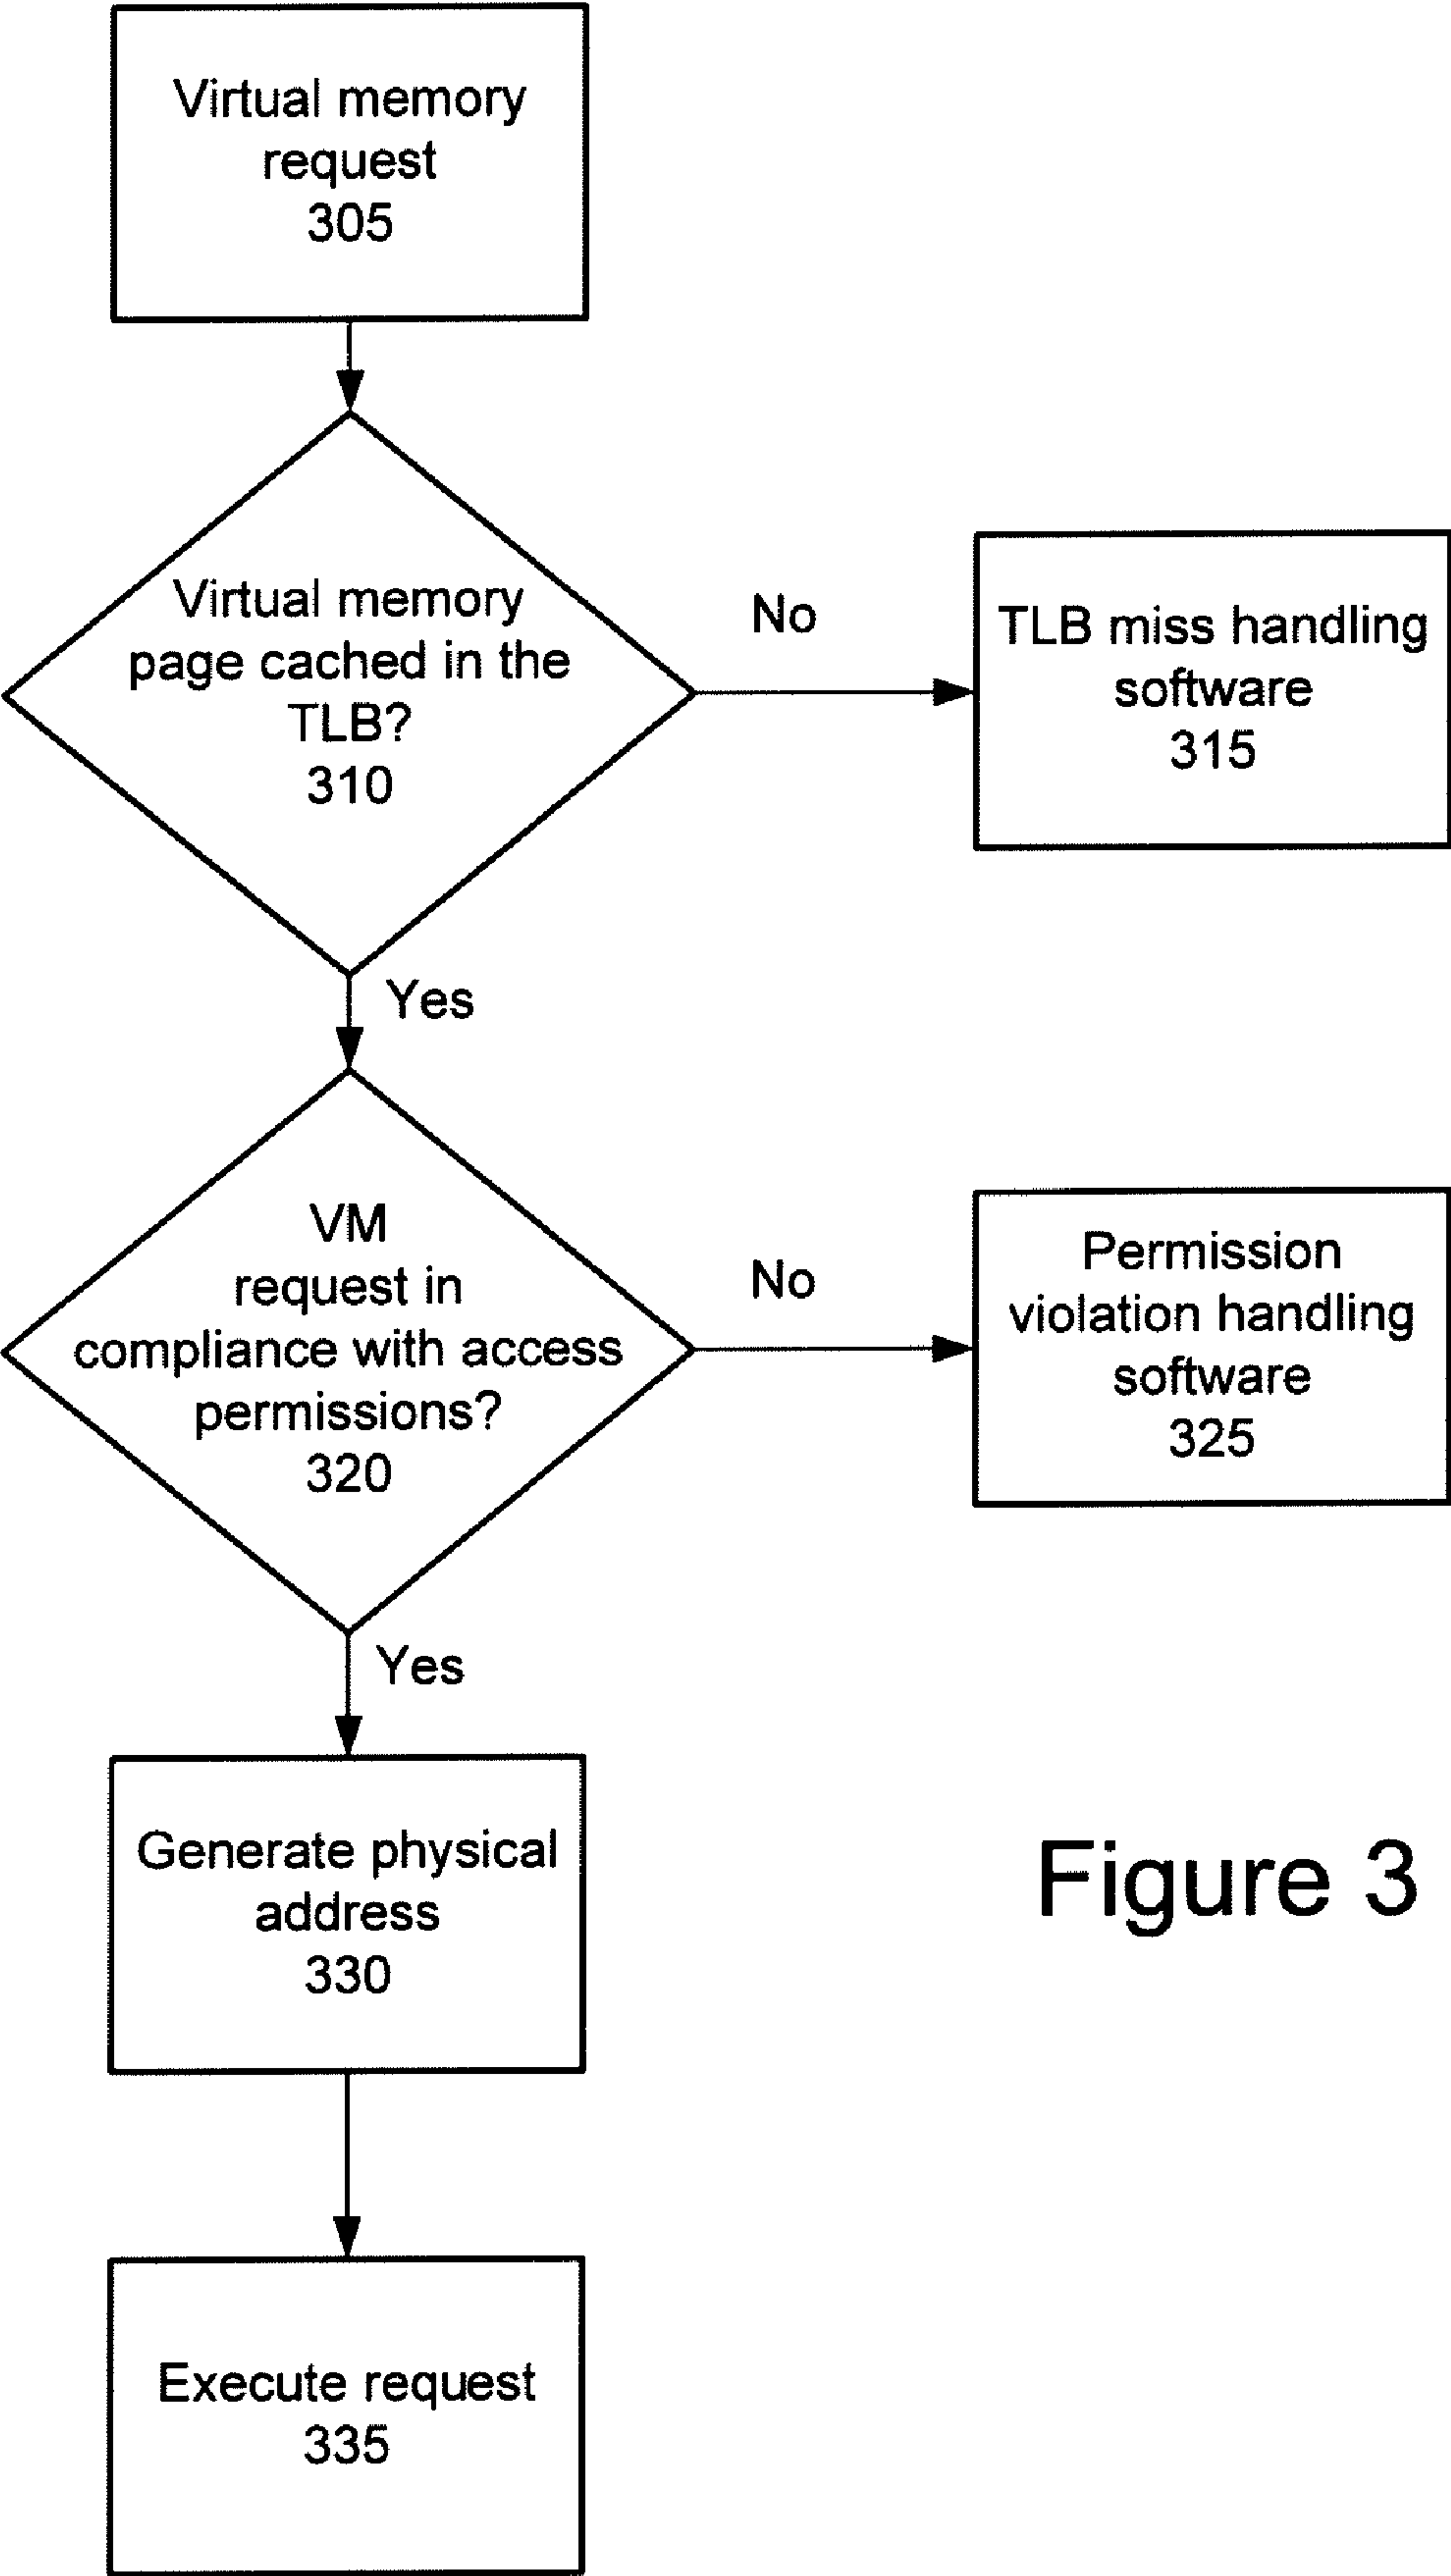 Virtual memory
request
305
Virtual memory
page cached in the
TLB?
310
No
TLB miss handling
software
315
Yes
VM
request in
compliance with access
permissions?
320
No
Permission
violation handling
software
325
Yes
Generate physical
address
330
Figure 3
Execute request
335